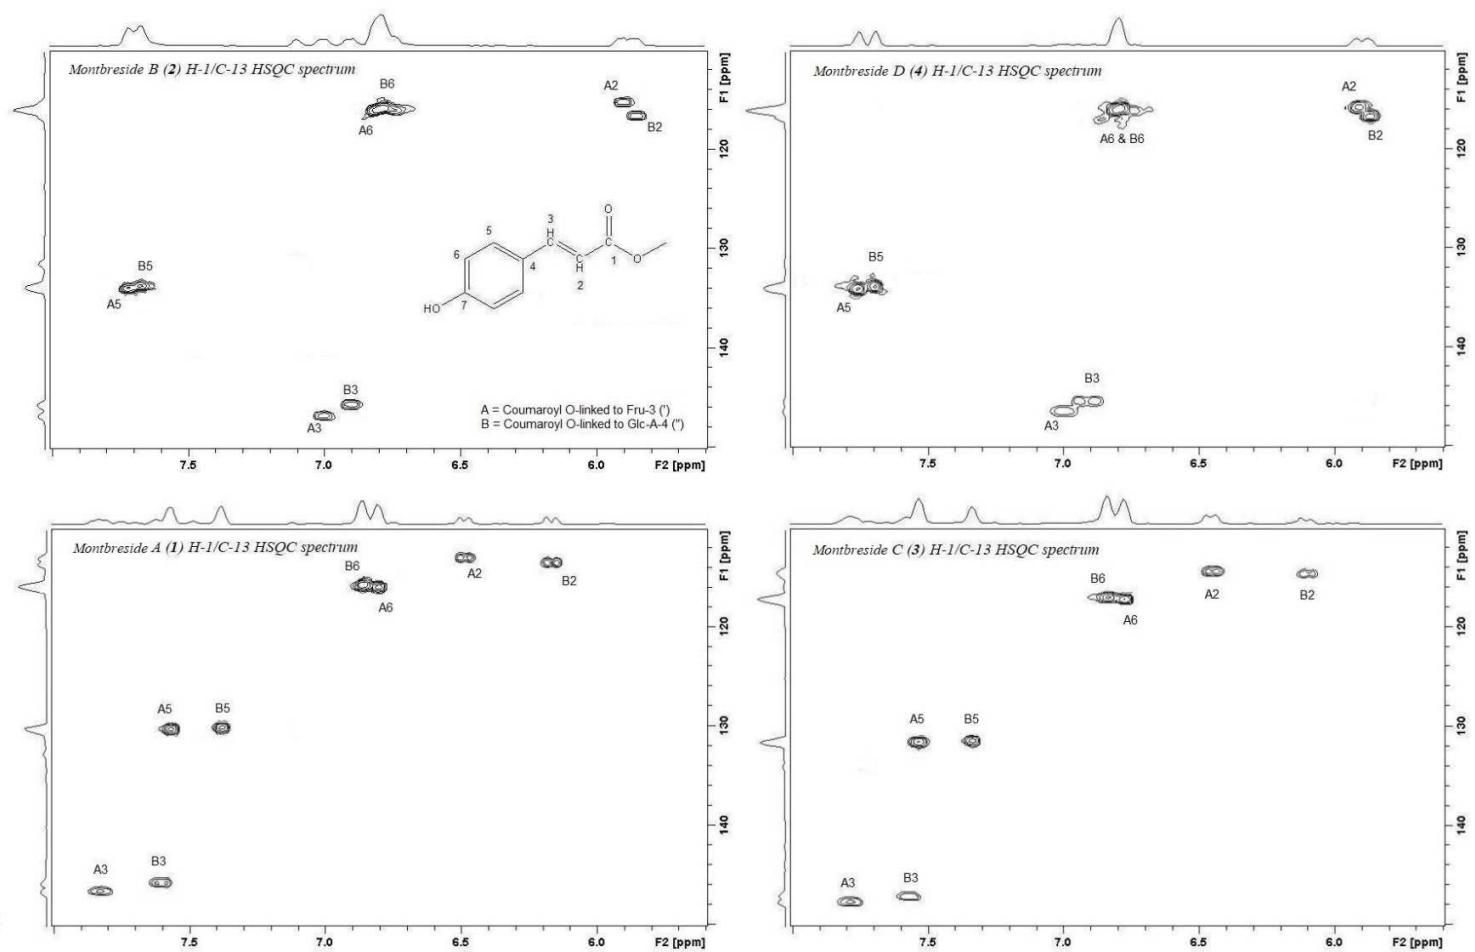 Montbreside B (2) H-1/C-13 HSQC spectrum
B6
A6
A2
B2
B5
A5
B3
A3
5
6
4
7
HO
3
H
C
C
H
2
C
1
O
O
A = Coumaroyl O-linked to Fru-3 (')
B = Coumaroyl O-linked to Glc-A-4 (")
F1 [ppm]
120
130
140
7.5
7.0
6.5
6.0
F2 [ppm]
Montbreside D (4) H-1/C-13 HSQC spectrum
A6 & B6
A2
B2
B5
A5
B3
A3
F1 [ppm]
120
130
140
7.5
7.0
6.5
6.0
F2 [ppm]
Montbreside A (1) H-1/C-13 HSQC spectrum
B6
A6
A2
B2
A5
B5
A3
B3
F1 [ppm]
120
130
140
7.5
7.0
6.5
6.0
F2 [ppm]
Montbreside C (3) H-1/C-13 HSQC spectrum
B6
A6
A2
B2
A5
B5
A3
B3
F1 [ppm]
120
130
140
7.5
7.0
6.5
6.0
F2 [ppm]